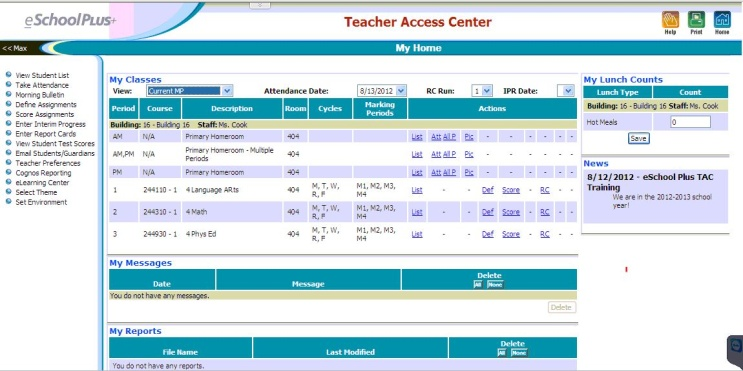 eSchoolPlus+
Teacher Access Center
Help Print Home
<< Max
My Home
View Student List
Take Attendance
Morning Bulletin
Define Assignments
Score Assignments
Enter Interim Progress
Enter Report Cards
View Student Test Scores
Email Students/Guardians
Teacher Preferences
Cognos Reporting
eLearning Center
Select Theme
Set Environment
My Classes
View: Current MP Attendance Date: 8/13/2012 RC Run: 1 IPR Date:
Period Course Description Room Cycles Marking Periods Actions
Building: 16 - Building 16 Staff: Ms. Cook
AM N/A Primary Homeroom 404 List Att All P Pic - - - - - -
AM,PM N/A Primary Homeroom - Multiple Periods 404 List Att All P Pic - - - - - -
PM N/A Primary Homeroom 404 List Att All P Pic - - - - - -
1 244110 - 1 4 Language ARts 404 M, T, W, R, F M1, M2, M3, M4 List - - Def Score - RC - -
2 244310 - 1 4 Math 404 M, T, W, R, F M1, M2, M3, M4 List - - Def Score - RC - -
3 244930 - 1 4 Phys Ed 404 M, T, W, R, F M1, M2, M3, M4 List - - Def Score - RC - -
My Messages
Date Message Delete
All None
You do not have any messages.
Delete
My Reports
File Name Last Modified Delete
All None
You do not have any reports.
My Lunch Counts
Lunch Type Count
Building: 16 - Building 16 Staff: Ms. Cook
Hot Meals 0
Save
News
8/12/2012 - eSchool Plus TAC
Training
We are in the 2012-2013 school
year!